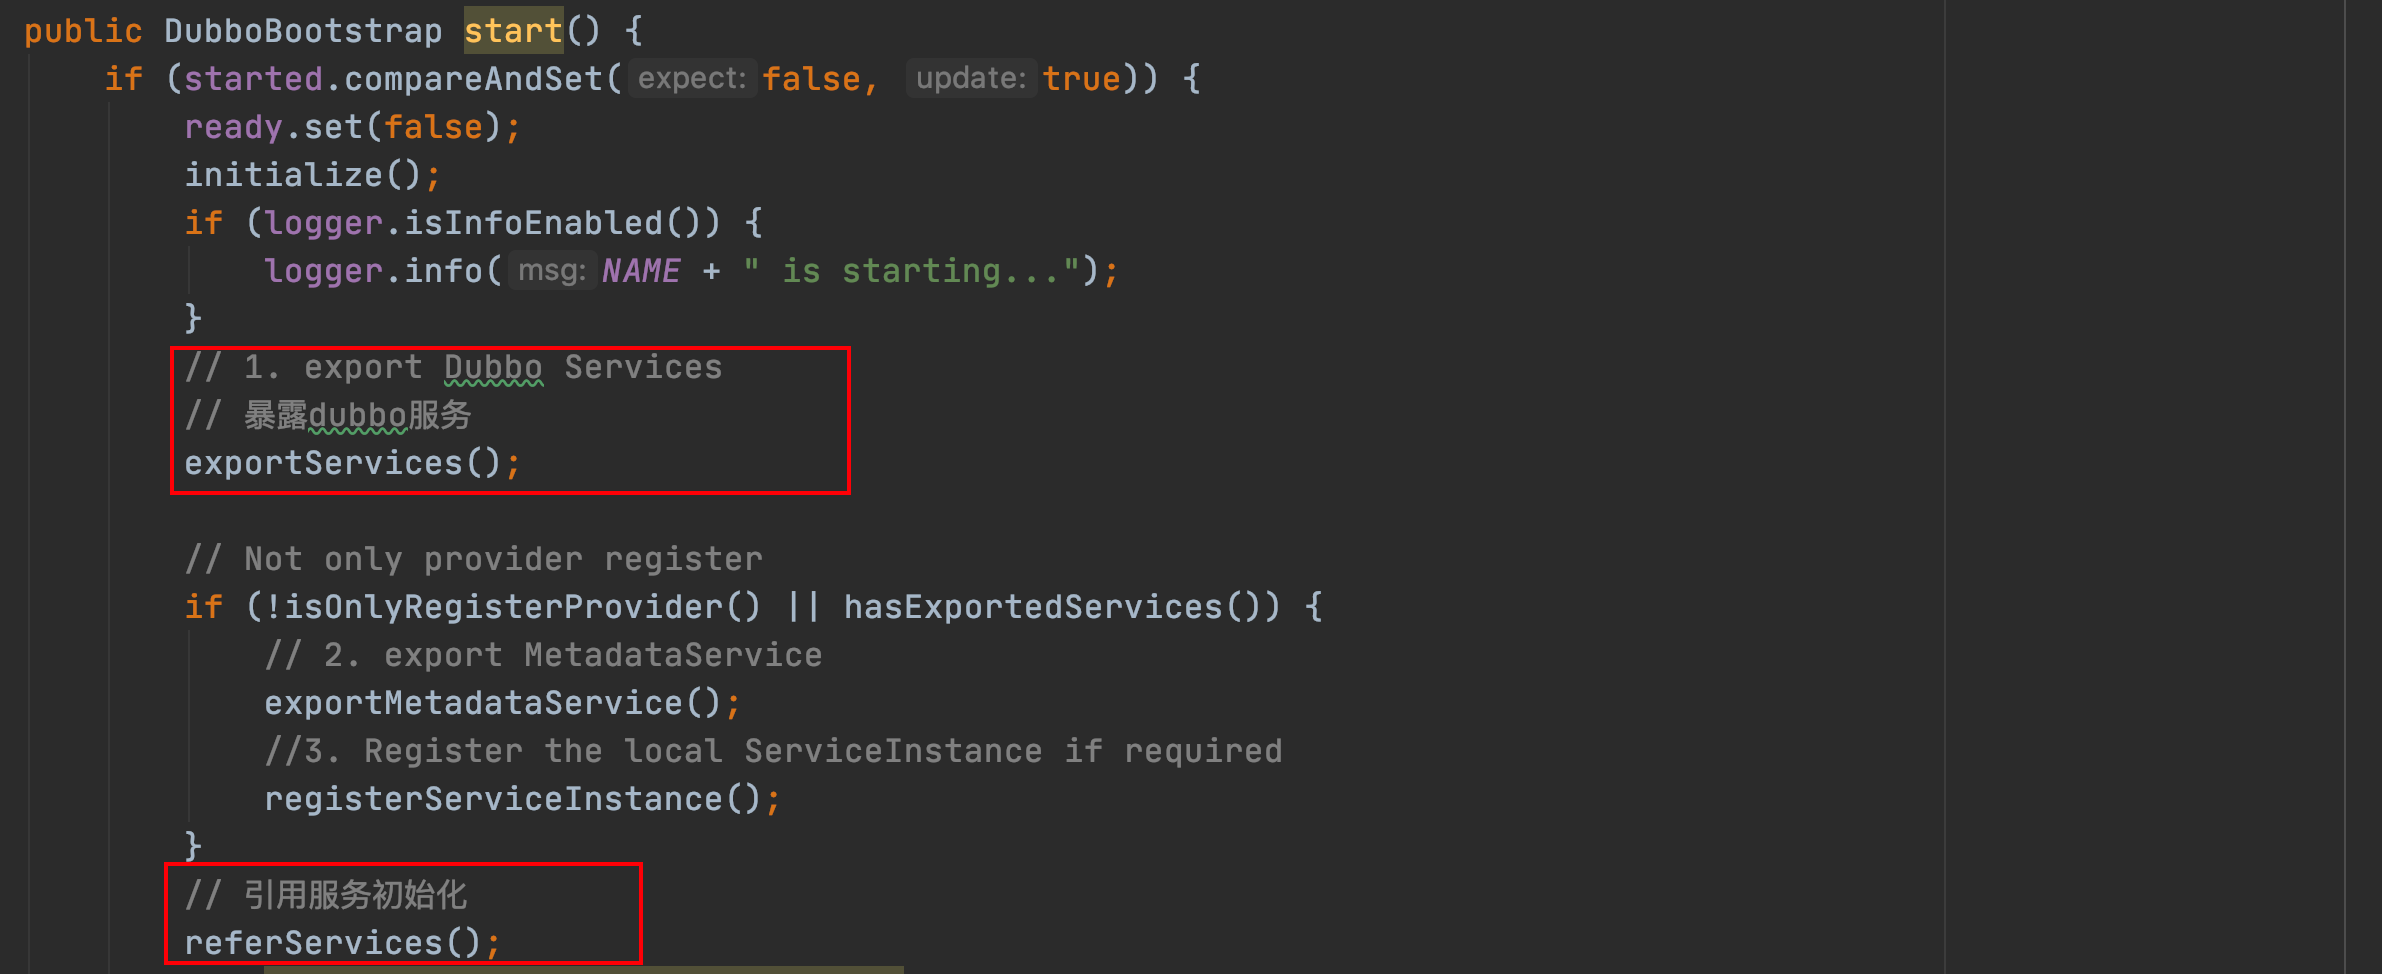 public DubboBootstrap start() {
if (started.compareAndSet( expect: false, update: true)) {
ready.set(false);
initialize();
if (logger.isInfoEnabled()) {
logger.info( msg: NAME + " is starting...");
}
// 1. export Dubbo Services
// 暴露dubbo服务
exportServices();
// Not only provider register
if (!isOnlyRegisterProvider() || hasExportedServices()) {
// 2. export MetadataService
exportMetadataService();
//3. Register the local ServiceInstance if required
registerServiceInstance();
}
// 引用服务初始化
referServices();